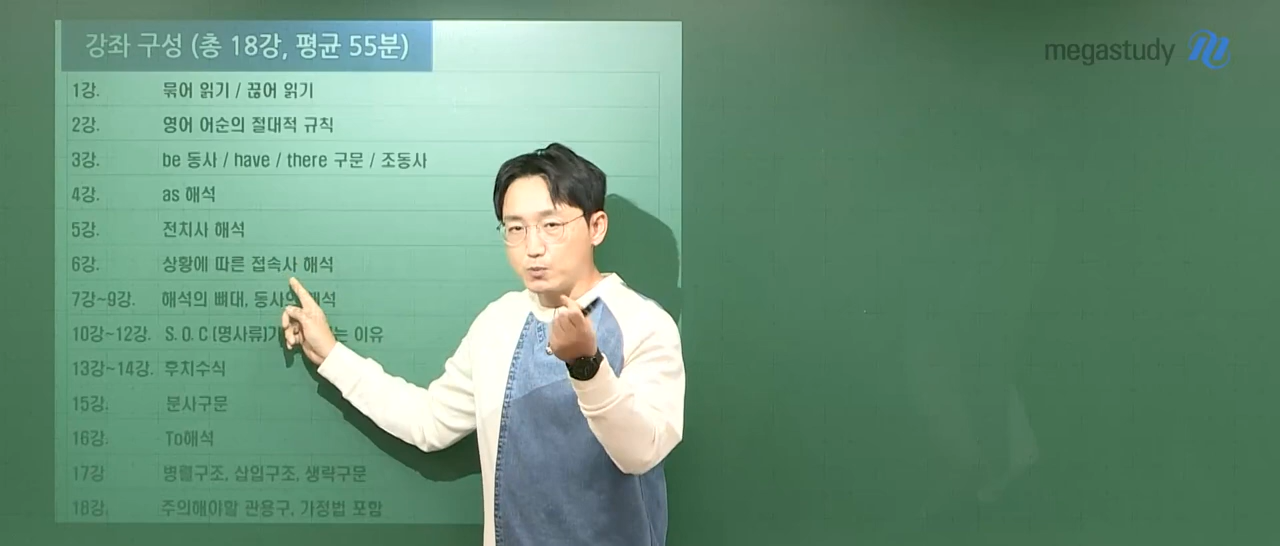 강좌 구성 (총 18강, 평균 55분)
megastudy
1강. 묶어 읽기 / 끊어 읽기
2강. 영어 어순의 절대적 규칙
3강. be 동사 / have / there 구문 / 조동사
4강. as 해석
5강. 전치사 해석
6강. 상황에 따른 접속사 해석
7강~9강. 해석의 뼈대, 동사의 해석
10강~12강. S. O. C (명사류)가 는 이유
13강~14강. 후치수식
15강. 분사구문
16강. To해석
17강 병렬구조, 삽입구조, 생략구문
18강. 주의해야할 관용구, 가정법 포함